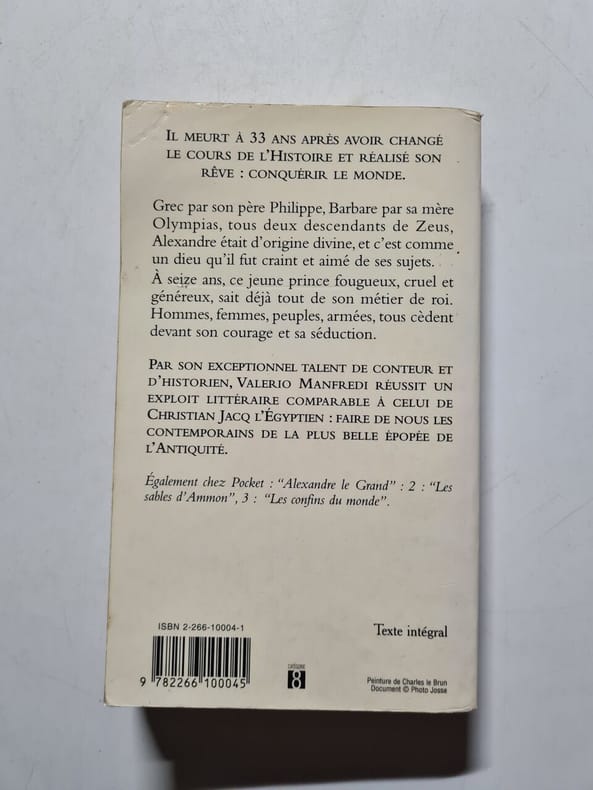 IL MEURT À 33 ANS APRÈS AVOIR CHANGÉ
LE COURS DE L'HISTOIRE ET RÉALISÉ SON
RÊVE : CONQUÉRIR LE MONDE.
Grec par son père Philippe, Barbare par sa mère
Olympias, tous deux descendants de Zeus,
Alexandre était d'origine divine, et c'est comme
un dieu qu'il fut craint et aimé de ses sujets.
À seize ans, ce jeune prince fougueux, cruel et
généreux, sait déjà tout de son métier de roi.
Hommes, femmes, peuples, armées, tous cèdent
devant son courage et sa séduction.
PAR SON EXCEPTIONNEL TALENT DE CONTEUR ET
D'HISTORIEN, VALERIO MANFREDI RÉUSSIT UN
EXPLOIT LITTÉRAIRE COMPARABLE À CELUI DE
CHRISTIAN JACQ L'ÉGYPTIEN : FAIRE DE NOUS LES
CONTEMPORAINS DE LA PLUS BELLE ÉPOPÉE DE
L'ANTIQUITÉ.
Également chez Pocket : "Alexandre le Grand" : 2 : "Les
sables d'Ammon", 3 : "Les confins du monde".
ISBN 2-266-10004-1
9 782266 100045
CATÉGORIE
8
Texte intégral
Peinture de Charles le Brun
Document © Photo Josse